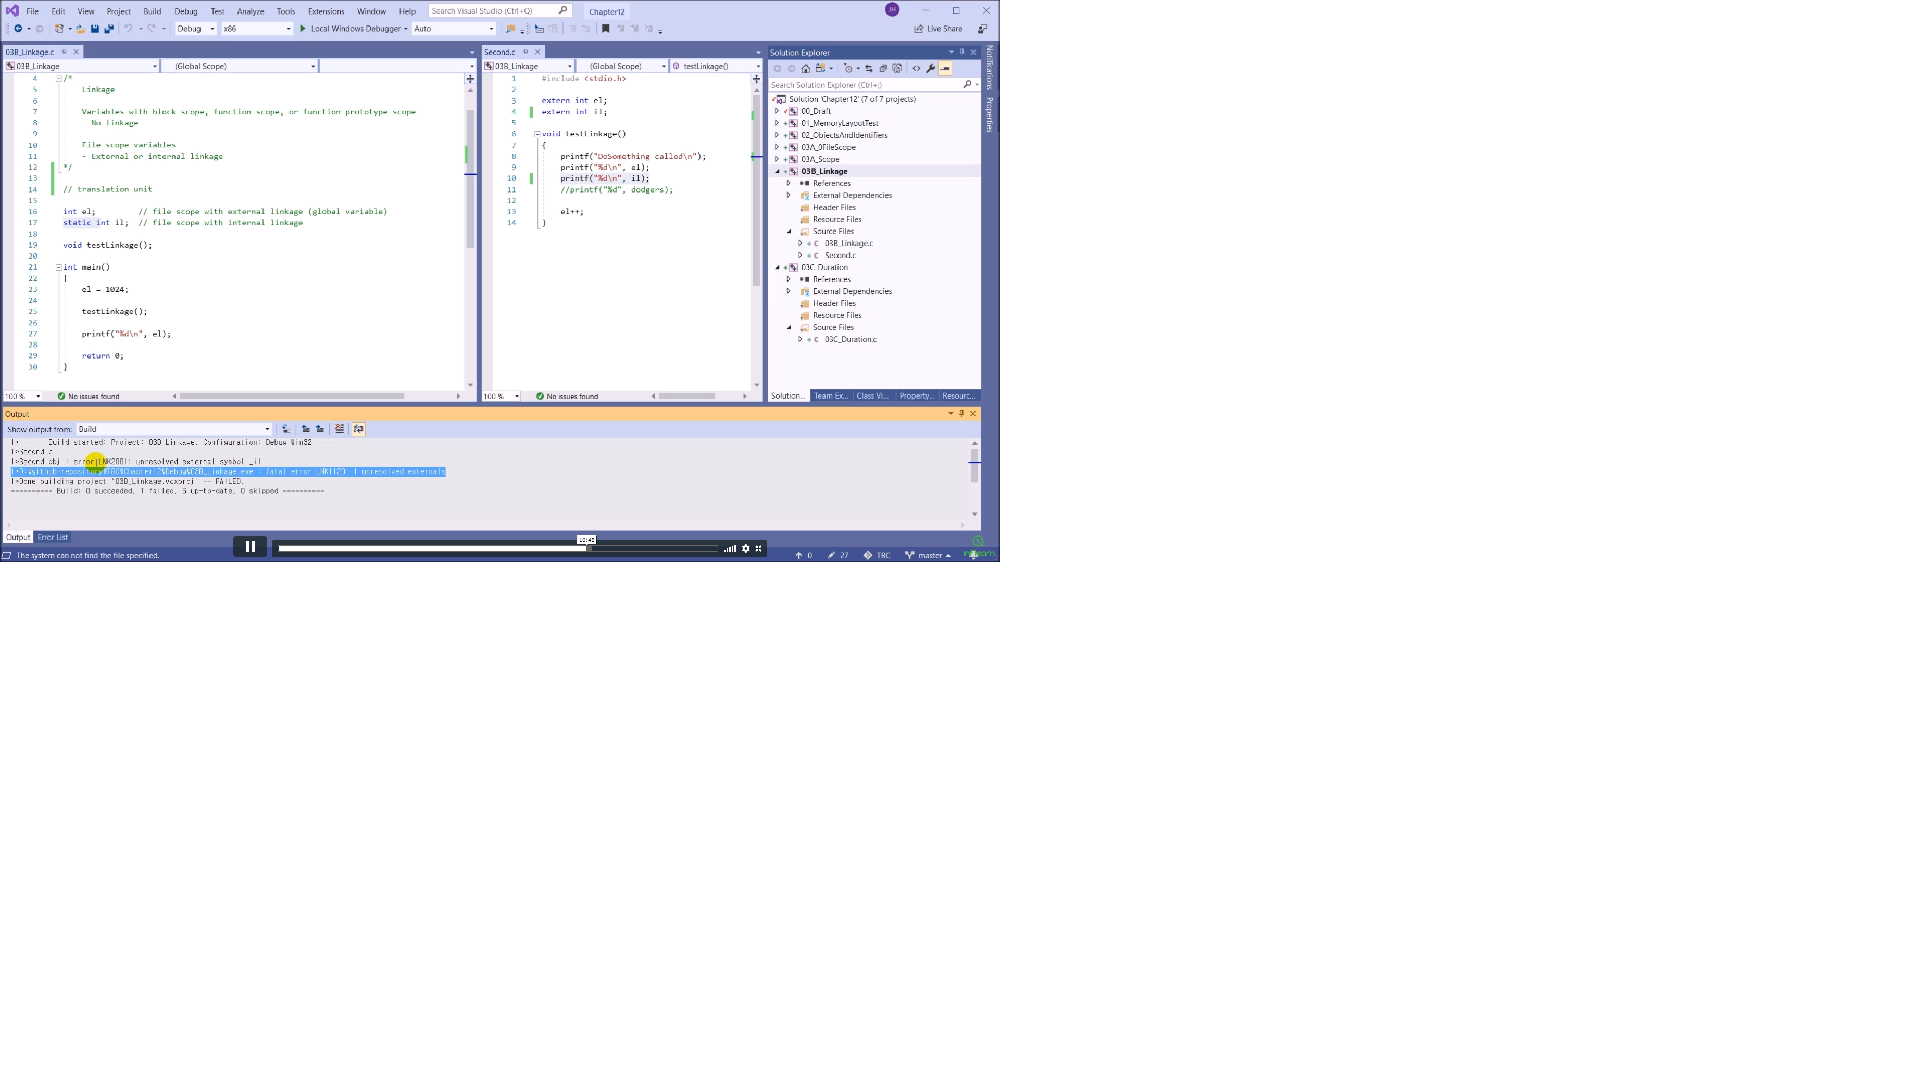 File Edit View Project Build Debug Test Analyze Tools Extensions Window Help Search Visual Studio (Ctrl+Q) Chapter12 JH
Debug x86 Local Windows Debugger Auto Live Share
03B_Linkage.c
03B_Linkage (Global Scope)
4 /*
5 Linkage
6
7 Variables with block scope, function scope, or function prototype scope
8 - No linkage
9
10 File scope variables
11 - External or internal linkage
12 */
13
14 // translation unit
15
16 int el; // file scope with external linkage (global variable)
17 static int il; // file scope with internal linkage
18
19 void testLinkage();
20
21 int main()
22 {
23 el = 1024;
24
25 testLinkage();
26
27 printf("%d\n", el);
28
29 return 0;
30 }
100 % No issues found
Second.c
03B_Linkage (Global Scope) testLinkage()
1 #include <stdio.h>
2
3 extern int el;
4 extern int il;
5
6 void testLinkage()
7 {
8 printf("DoSomething called\n");
9 printf("%d\n", el);
10 printf("%d\n", il);
11 //printf("%d", dodgers);
12
13 el++;
14 }
100 % No issues found
Solution Explorer
Search Solution Explorer (Ctrl+;)
Solution 'Chapter12' (7 of 7 projects)
00_Draft
01_MemoryLayoutTest
02_ObjectsAndIdentifiers
03A_0FileScope
03A_Scope
03B_Linkage
References
External Dependencies
Header Files
Resource Files
Source Files
03B_Linkage.c
Second.c
03C_Duration
References
External Dependencies
Header Files
Resource Files
Source Files
03C_Duration.c
Solution... Team Ex... Class Vi... Property... Resourc...
Notifications
Properties
Output
Show output from: Build
Build started: Project: 03B_Linkage, Configuration: Debug Win32
1>Second.c
1>Second.obj : error LNK2001: unresolved external symbol _il
fatal error LNK1120: 1 unresolved externals
1>Done building project "03B_Linkage.vcxproj" -- FAILED.
========== Build: 0 succeeded, 1 failed, 6 up-to-date, 0 skipped ==========
Output Error List
The system can not find the file specified. 0 27 TBC master